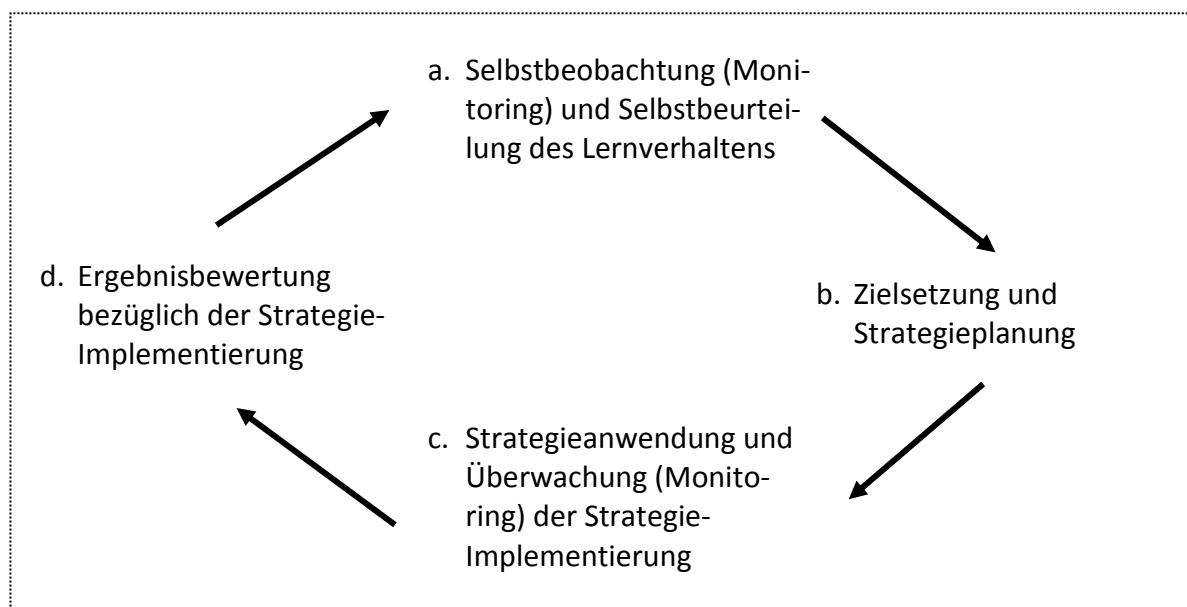 a. Selbstbeobachtung (Moni-
toring) und Selbstbeurtei-
lung des Lernverhaltens
b. Zielsetzung und
Strategieplanung
c. Strategieanwendung und
Überwachung (Monito-
ring) der Strategie-
Implementierung
d. Ergebnisbewertung
bezüglich der Strategie-
Implementierung